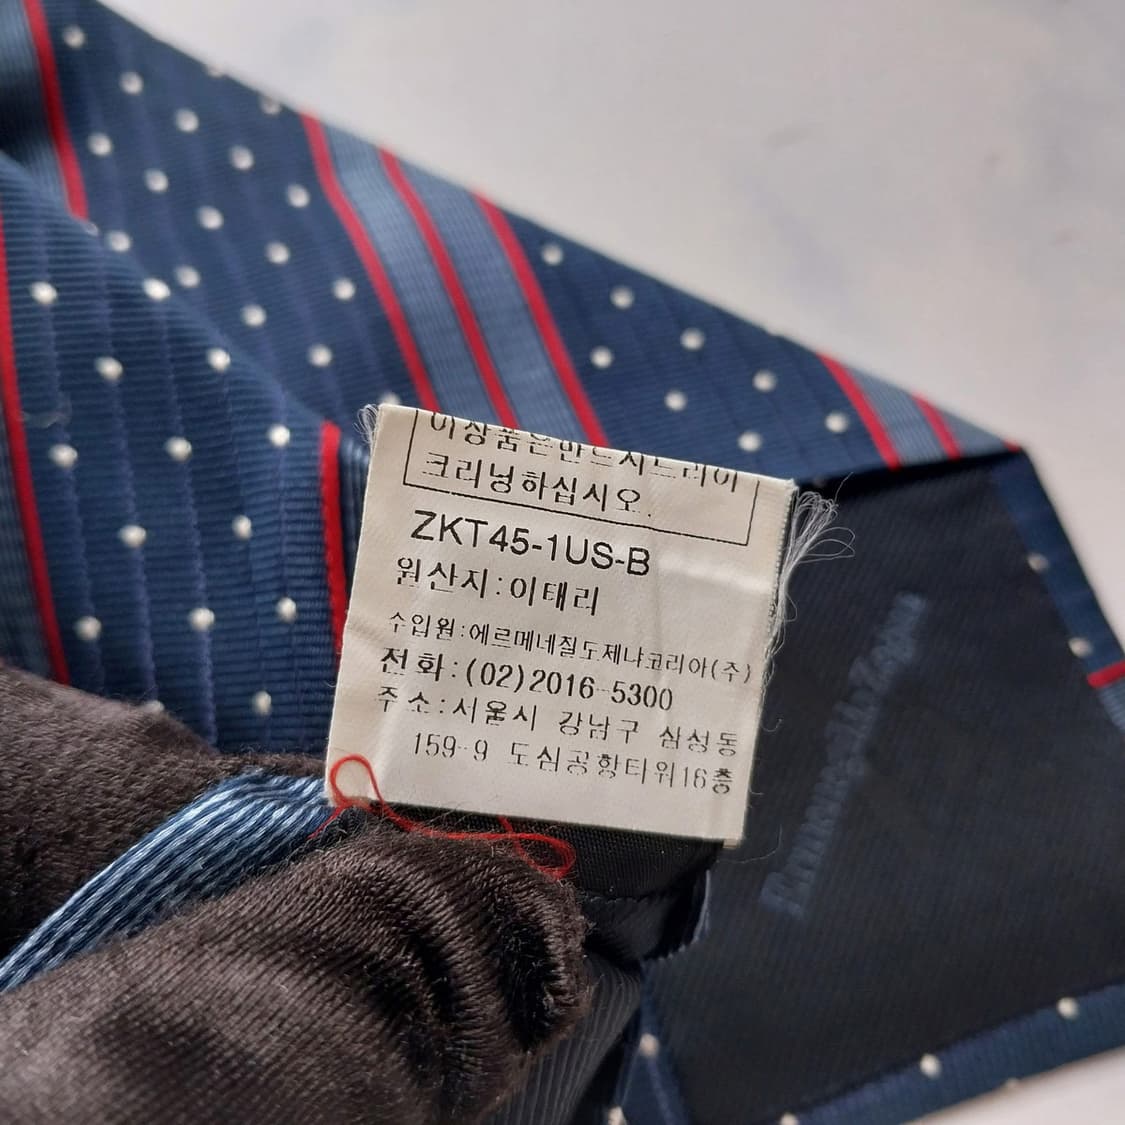 이상품은반드시드라이
크리닝하십시오.
ZKT45-1US-B
원산지:이태리
수입원:에르메네질도제냐코리아(주)
전화:(02)2016-5300
주소:서울시 강남구 삼성동
159-9 도심공항타워16층
Ermenegildo Zegna